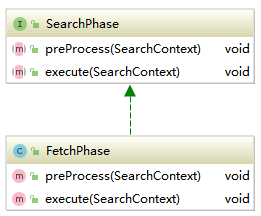 I SearchPhase
m preProcess(SearchContext) void
m execute(SearchContext) void
C FetchPhase
m preProcess(SearchContext) void
m execute(SearchContext) void